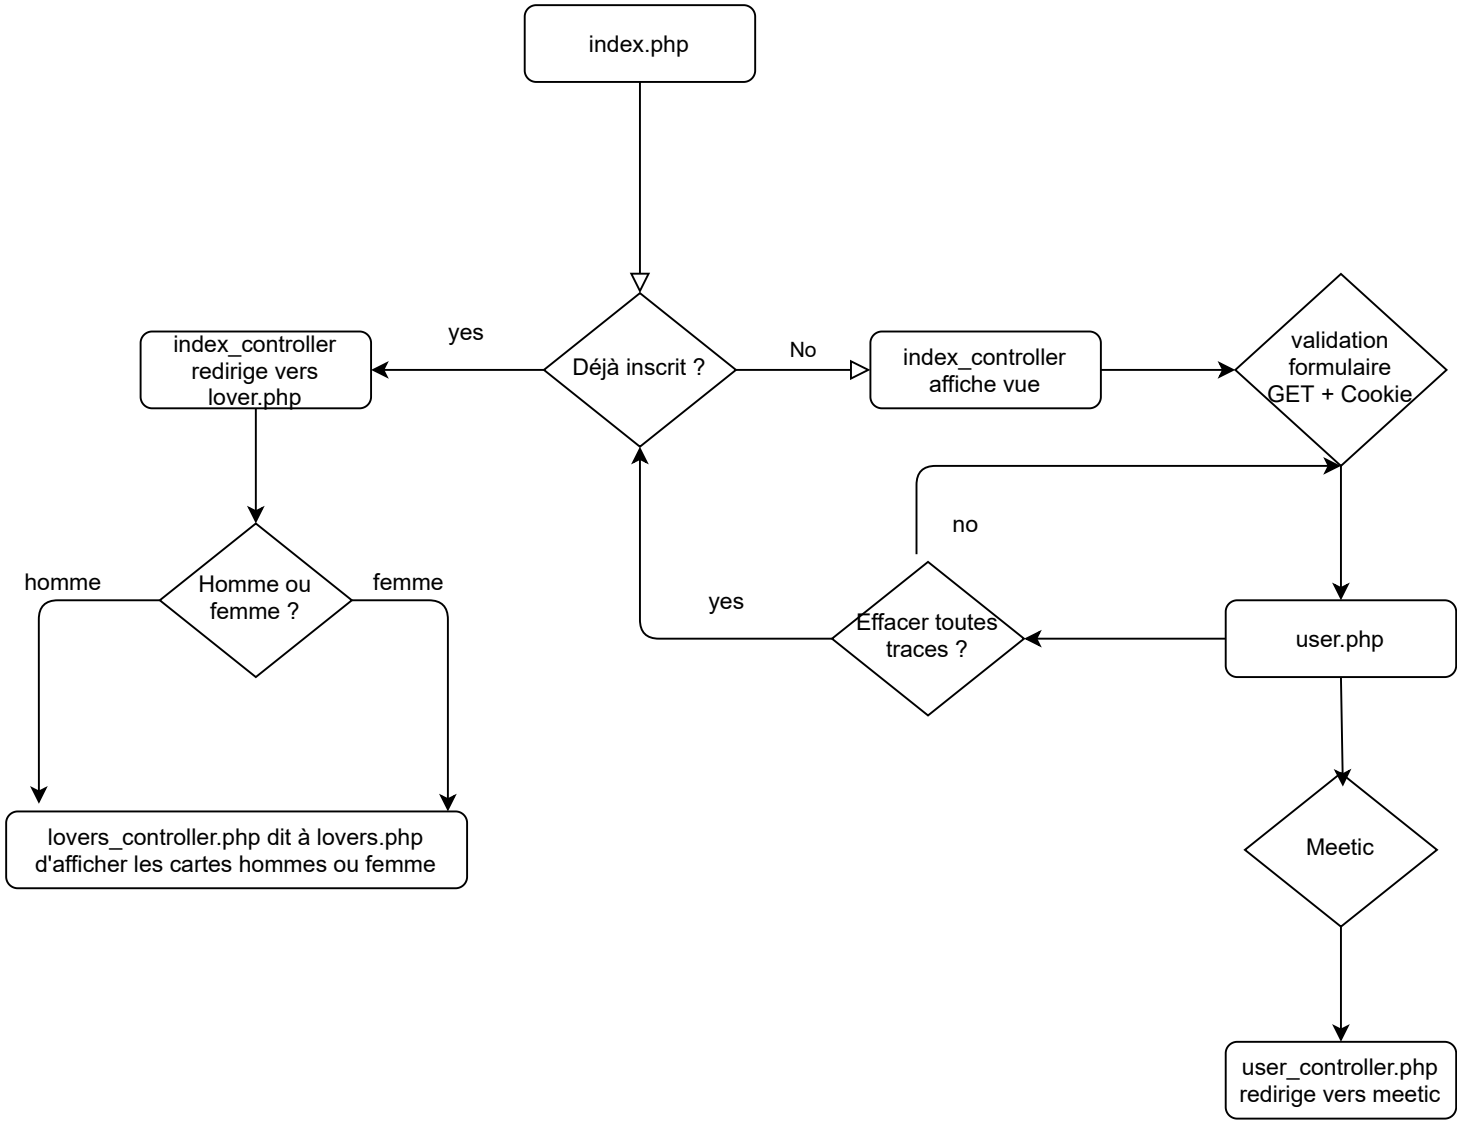 index.php
yes
index_controller
redirige vers
lover.php
Déjà inscrit ?
No
index_controller
affiche vue
validation
formulaire
GET + Cookie
no
homme
Homme ou
femme ?
femme
yes
Effacer toutes
traces ?
user.php
lovers_controller.php dit à lovers.php
d'afficher les cartes hommes ou femme
Meetic
user_controller.php
redirige vers meetic